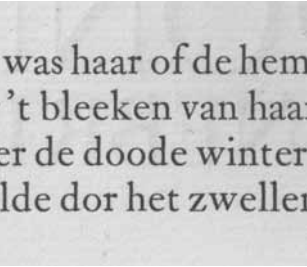 was haar of de hem
't bleeken van haar
er de doode winter
lde dor het zwellen